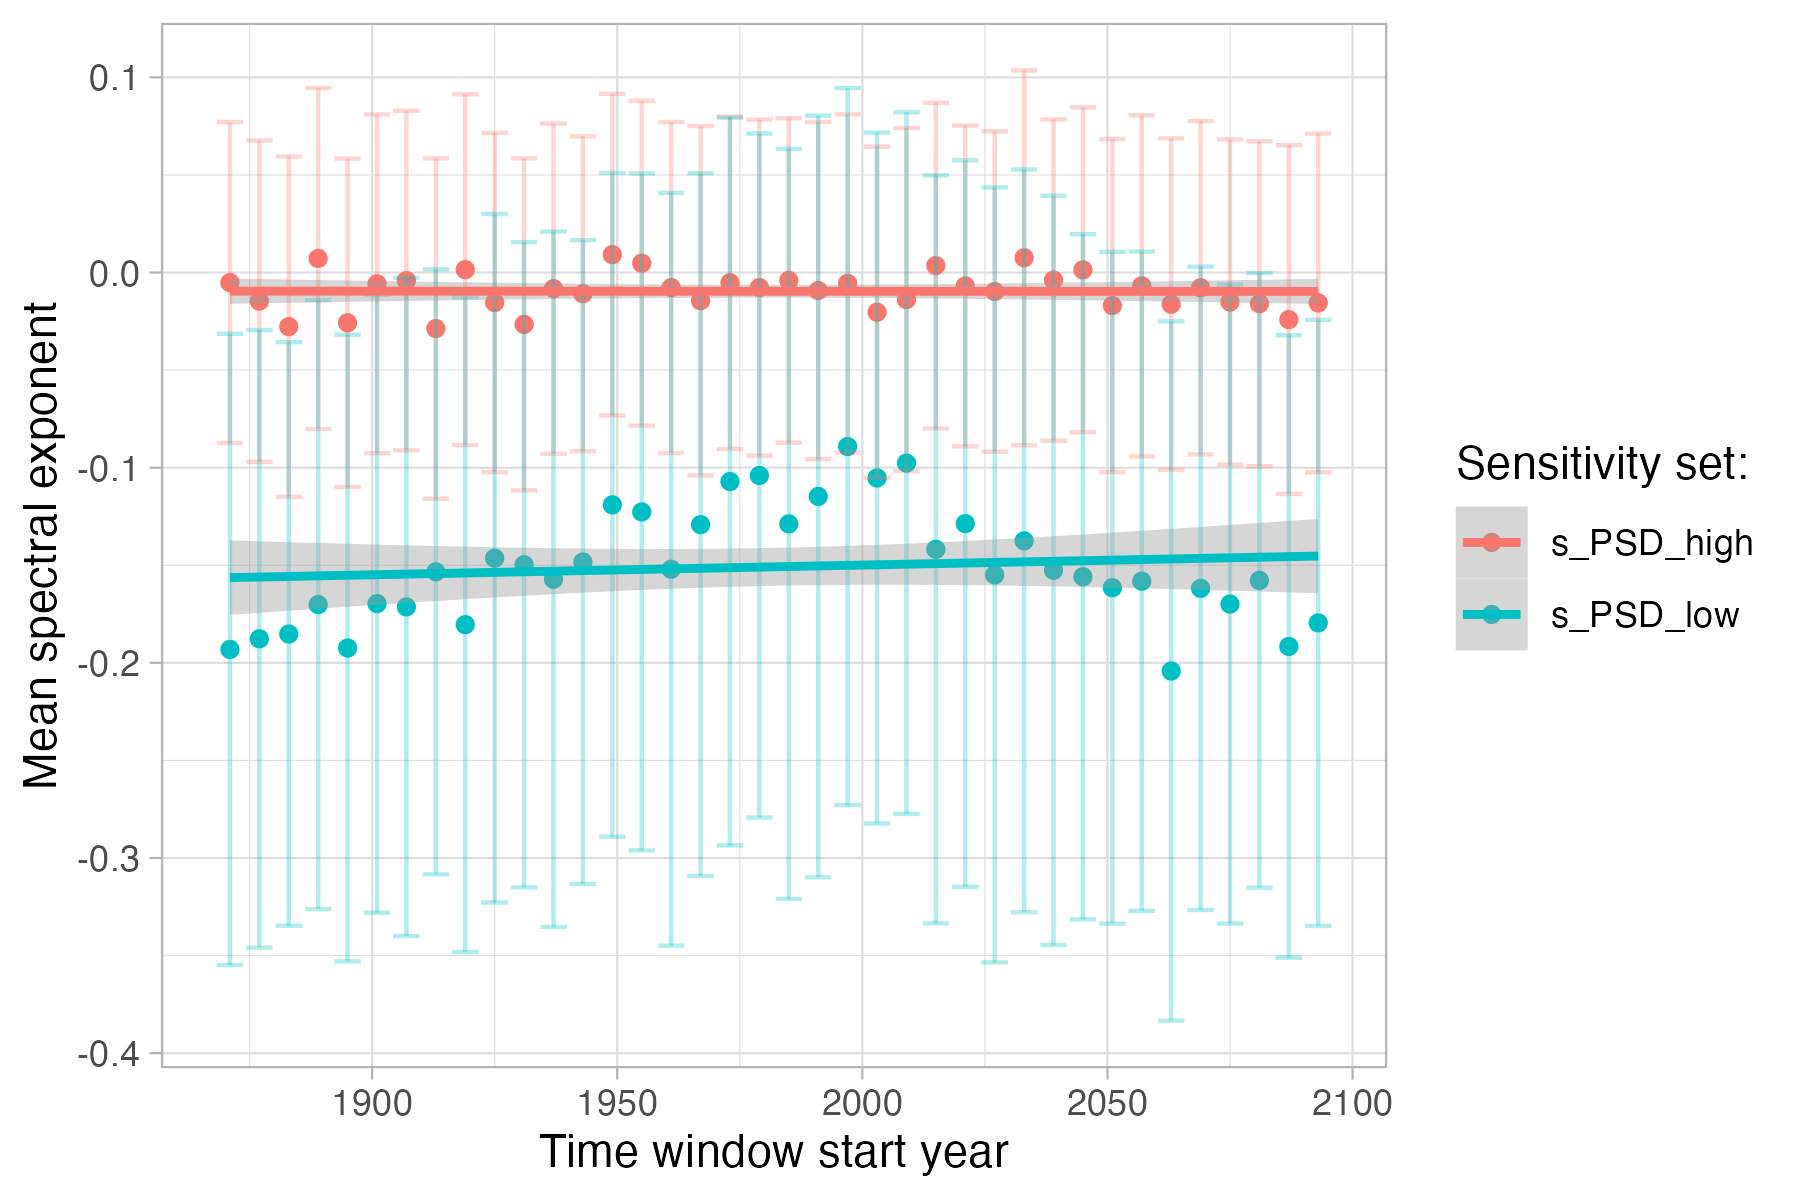 0.1
0.0
-0.1
-0.2
-0.3
-0.4
Mean spectral exponent
1900
1950
2000
2050
2100
Time window start year
Sensitivity set:
s_PSD_high
s_PSD_low